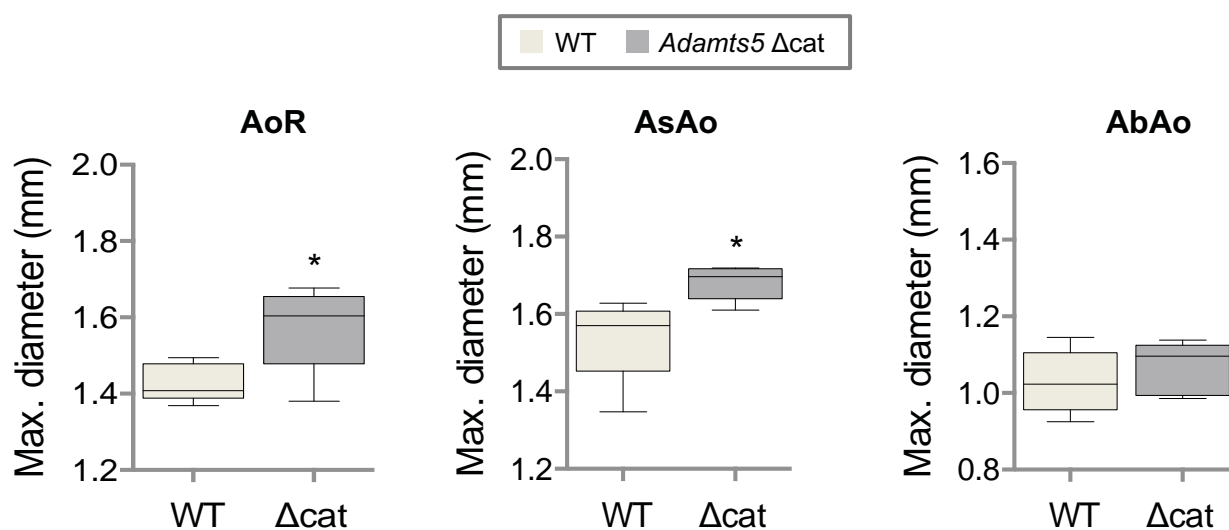 WT Adamts5 Δcat
AoR
Max. diameter (mm)
2.0
1.8
1.6
1.4
1.2
WT Δcat
*
AsAo
Max. diameter (mm)
2.0
1.8
1.6
1.4
1.2
WT Δcat
*
AbAo
Max. diameter (mm)
1.6
1.4
1.2
1.0
0.8
WT Δcat